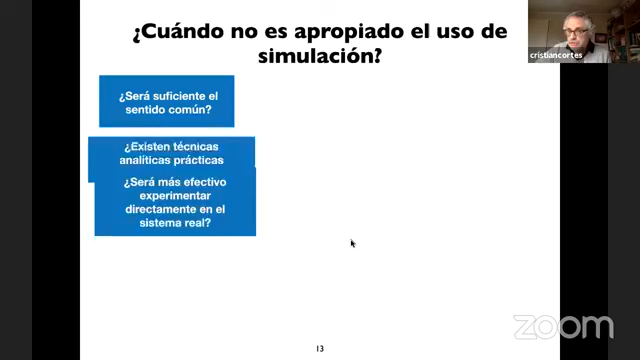 ¿Cuándo no es apropiado el uso de
simulación?
cristiancortes
¿Será suficiente el
sentido común?
¿Existen técnicas
analíticas prácticas
¿Será más efectivo
experimentar
directamente en el
sistema real?
zoom
13